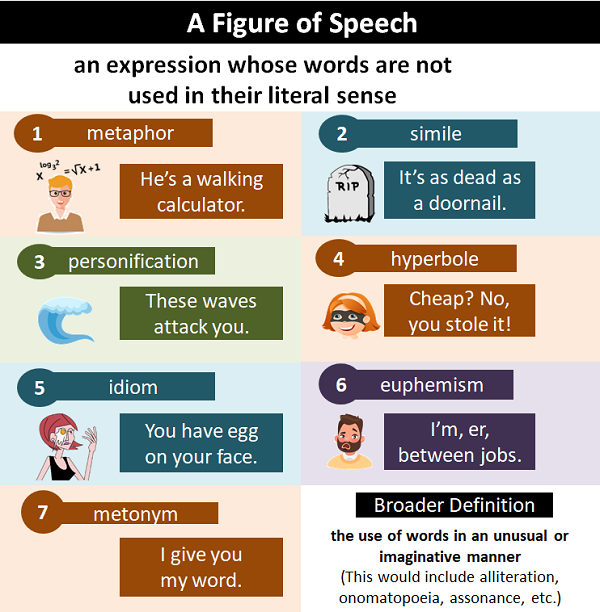 A Figure of Speech
an expression whose words are not
used in their literal sense
1 metaphor
x^log₃2 =√x+1
He's a walking
calculator.
2 simile
RIP
It's as dead as
a doornail.
3 personification
These waves
attack you.
4 hyperbole
Cheap? No,
you stole it!
5 idiom
You have egg
on your face.
6 euphemism
I'm, er,
between jobs.
7 metonym
I give you
my word.
Broader Definition
the use of words in an unusual or
imaginative manner
(This would include alliteration,
onomatopoeia, assonance, etc.)